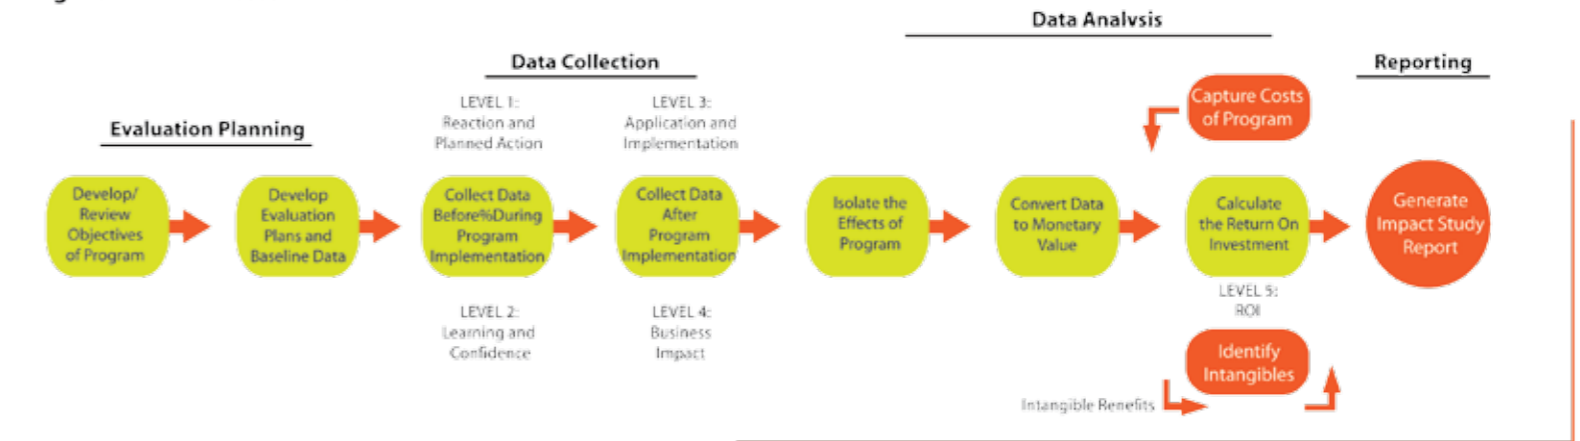 Data Analysis
Data Collection
Reporting
Evaluation Planning
LEVEL 1:
Reaction and
Planned Action
LEVEL 3:
Application and
Implementation
Capture Costs
of Program
Develop/
Review
Objectives
of Program
Develop
Evaluation
Plans and
Baseline Data
Collect Data
Before%During
Program
Implementation
Collect Data
After
Program
Implementation
Isolate the
Effects of
Program
Convert Data
to Monetary
Value
Calculate
the Return On
Investment
Generate
Impact Study
Report
LEVEL 2:
Learning and
Confidence
LEVEL 4:
Business
Impact
LEVEL 5:
ROI
Identify
Intangibles
Intangible Benefits